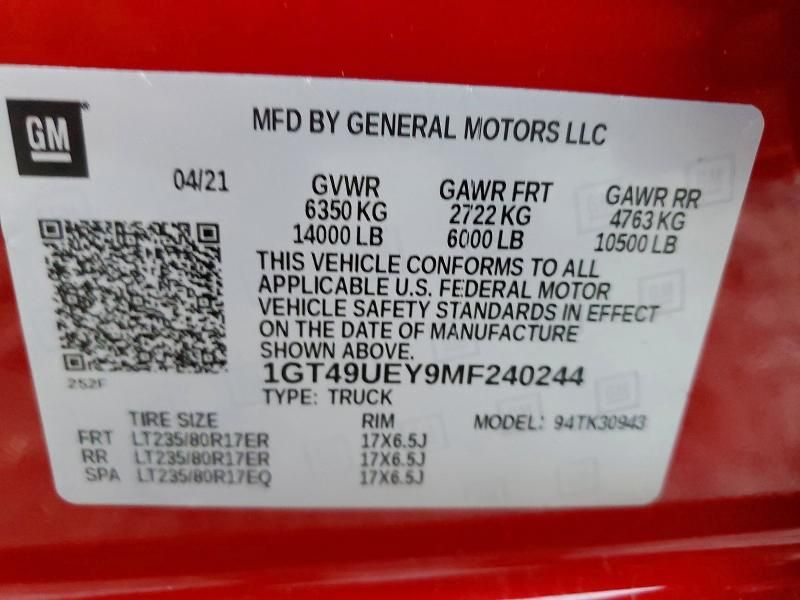 GM
MFD BY GENERAL MOTORS LLC
04/21 GVWR GAWR FRT GAWR RR
6350 KG 2722 KG 4763 KG
14000 LB 6000 LB 10500 LB
THIS VEHICLE CONFORMS TO ALL
APPLICABLE U.S. FEDERAL MOTOR
VEHICLE SAFETY STANDARDS IN EFFECT
ON THE DATE OF MANUFACTURE
SHOWN ABOVE.
252F
1GT49UEY9MF240244
TYPE: TRUCK
TIRE SIZE RIM MODEL: 94TK30943
FRT LT235/80R17ER 17X6.5J
RR LT235/80R17ER 17X6.5J
SPA LT235/80R17EQ 17X6.5J